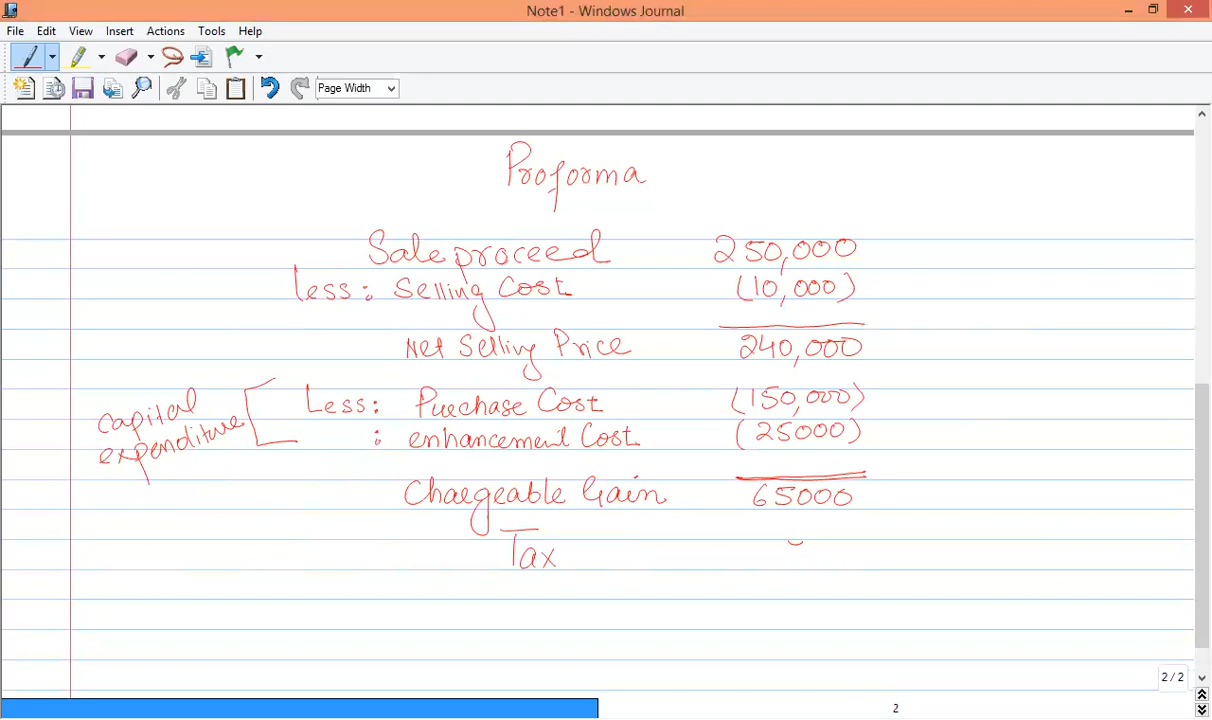 Note1 - Windows Journal
File Edit View Insert Actions Tools Help
Page Width
Proforma
Sale proceed 250,000
Less: Selling Cost (10,000)
Net Selling Price 240,000
Less: Purchase Cost (150,000)
: enhancement Cost (25000)
capital
expenditure
Chargeable Gain 65000
Tax
2 / 2
2